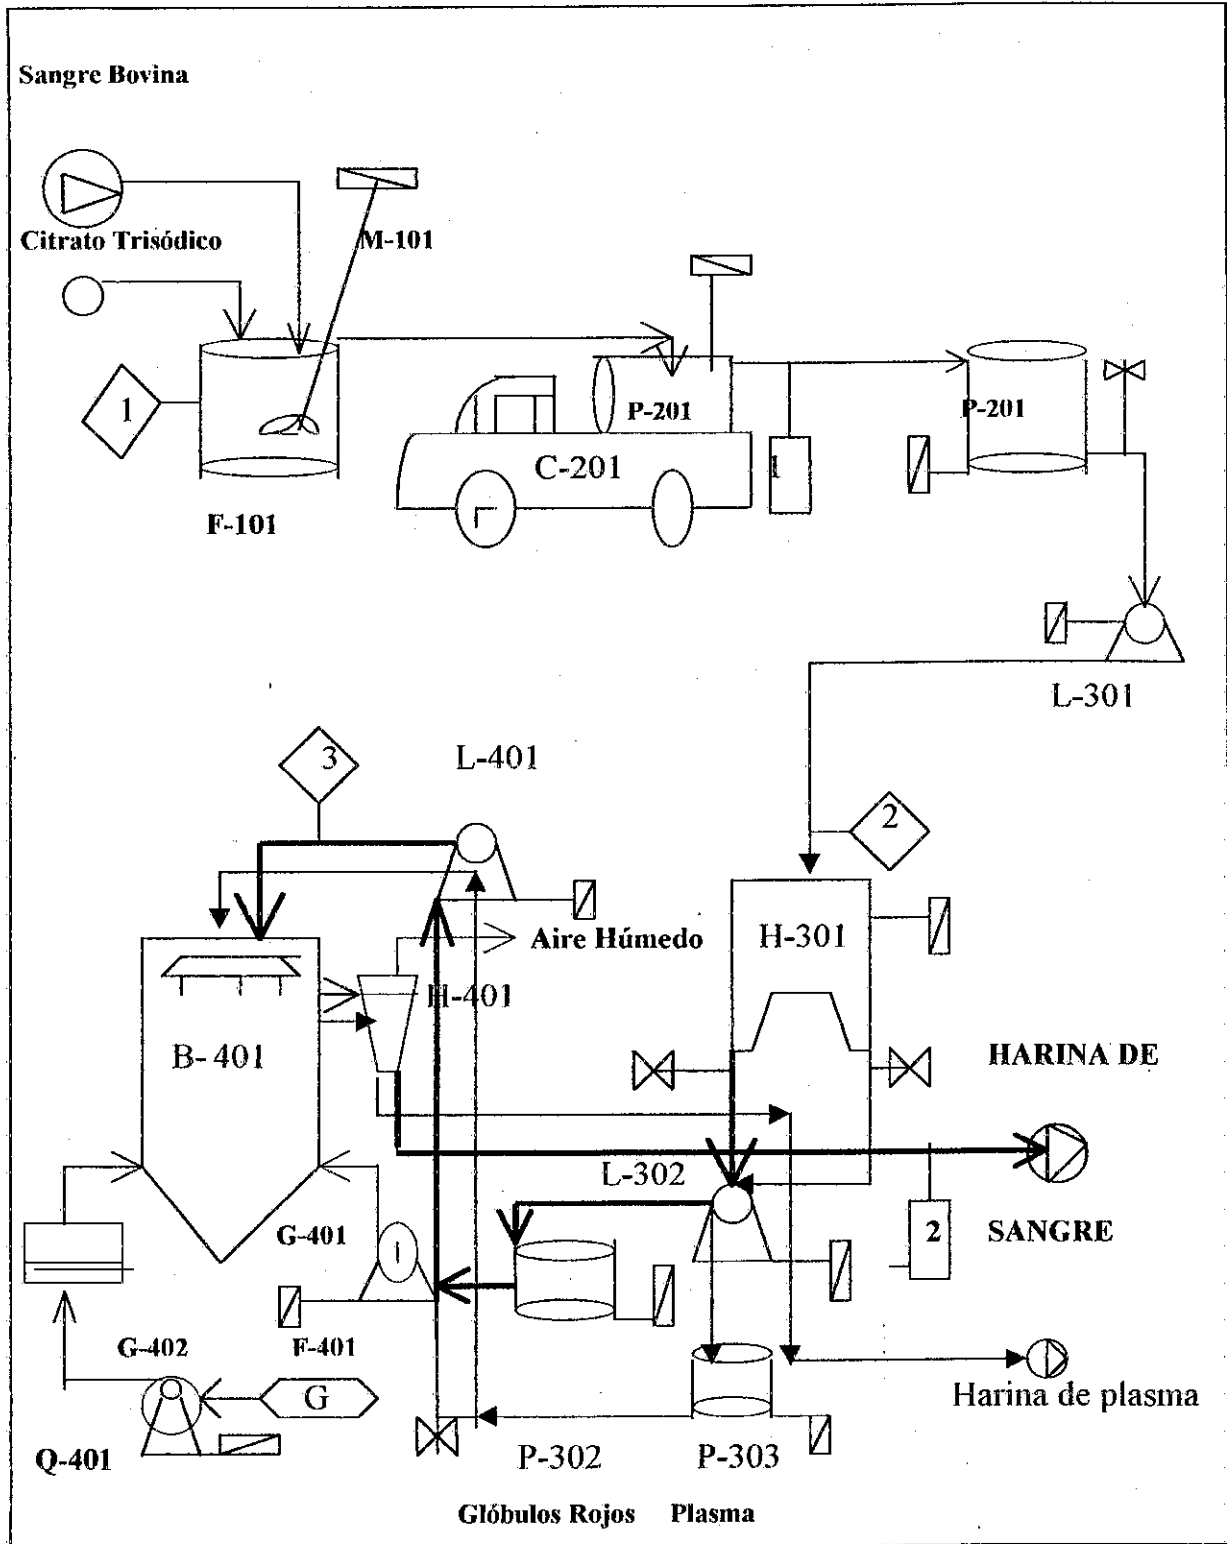 Sangre Bovina
Citrato Trisódico
M-101
1
P-201
P-201
C-201
1
F-101
L-301
3
L-401
2
Aire Húmedo
H-301
H-401
B-401
HARINA DE
L-302
G-401
2
SANGRE
F-401
G-402
G
Harina de plasma
Q-401
P-302
P-303
Glóbulos Rojos Plasma